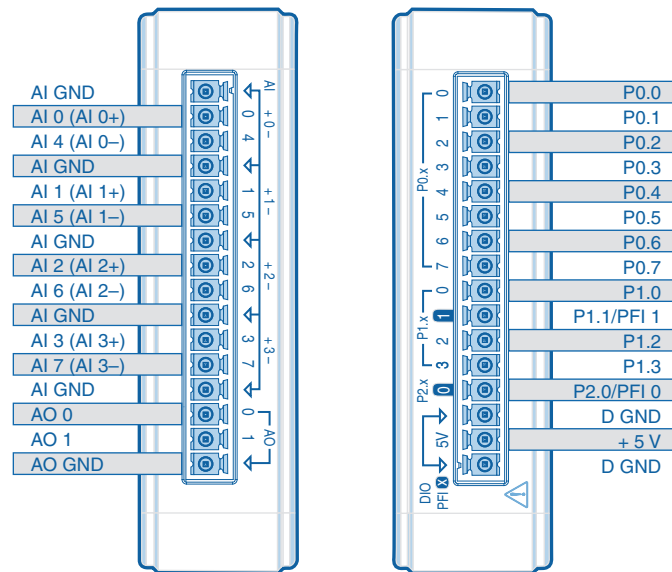 AI GND
AI 0 (AI 0+)
AI 4 (AI 0–)
AI GND
AI 1 (AI 1+)
AI 5 (AI 1–)
AI GND
AI 2 (AI 2+)
AI 6 (AI 2–)
AI GND
AI 3 (AI 3+)
AI 7 (AI 3–)
AI GND
AO 0
AO 1
AO GND
0
4
1
5
2
6
3
7
0
1
AI
+ 0 –
+ 1 –
+ 2 –
+ 3 –
AO
P0.x
P1.x
P2.x
5V
DIO
PFI X
0
1
2
3
4
5
6
7
0
1
2
3
0
P0.0
P0.1
P0.2
P0.3
P0.4
P0.5
P0.6
P0.7
P1.0
P1.1/PFI 1
P1.2
P1.3
P2.0/PFI 0
D GND
+ 5 V
D GND